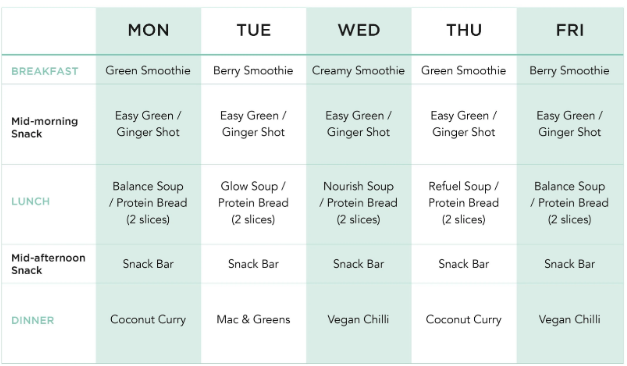 MON TUE WED THU FRI
BREAKFAST Green Smoothie Berry Smoothie Creamy Smoothie Green Smoothie Berry Smoothie
Mid-morning Easy Green / Easy Green / Easy Green / Easy Green / Easy Green /
Snack Ginger Shot Ginger Shot Ginger Shot Ginger Shot Ginger Shot
Balance Soup Glow Soup / Nourish Soup Refuel Soup / Balance Soup
LUNCH / Protein Bread Protein Bread / Protein Bread Protein Bread / Protein Bread
(2 slices) (2 slices) (2 slices) (2 slices) (2 slices)
Mid-afternoon Snack Bar Snack Bar Snack Bar Snack Bar Snack Bar
Snack
DINNER Coconut Curry Mac & Greens Vegan Chilli Coconut Curry Vegan Chilli